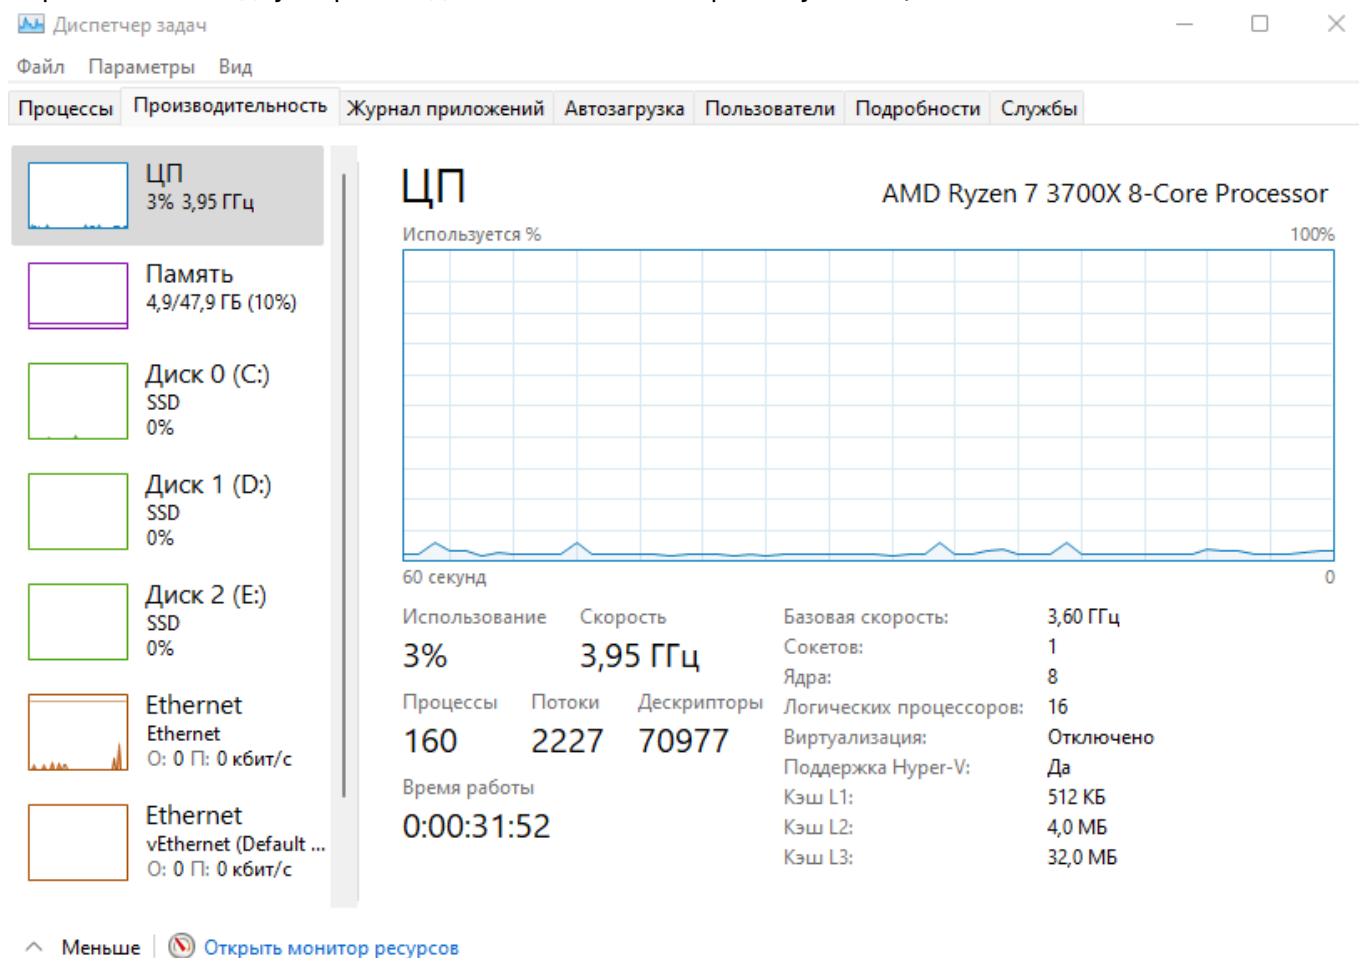 Диспетчер задач
Файл Параметры Вид
Процессы Производительность Журнал приложений Автозагрузка Пользователи Подробности Службы
ЦП
3% 3,95 ГГц
Память
4,9/47,9 ГБ (10%)
Диск 0 (C:)
SSD
0%
Диск 1 (D:)
SSD
0%
Диск 2 (E:)
SSD
0%
Ethernet
Ethernet
О: 0 П: 0 кбит/с
Ethernet
vEthernet (Default ...
О: 0 П: 0 кбит/с
ЦП
AMD Ryzen 7 3700X 8-Core Processor
Используется %
100%
60 секунд
0
Использование Скорость
3% 3,95 ГГц
Процессы Потоки Дескрипторы
160 2227 70977
Время работы
0:00:31:52
Базовая скорость: 3,60 ГГц
Сокетов: 1
Ядра: 8
Логических процессоров: 16
Виртуализация: Отключено
Поддержка Hyper-V: Да
Кэш L1: 512 КБ
Кэш L2: 4,0 МБ
Кэш L3: 32,0 МБ
Меньше
Открыть монитор ресурсов